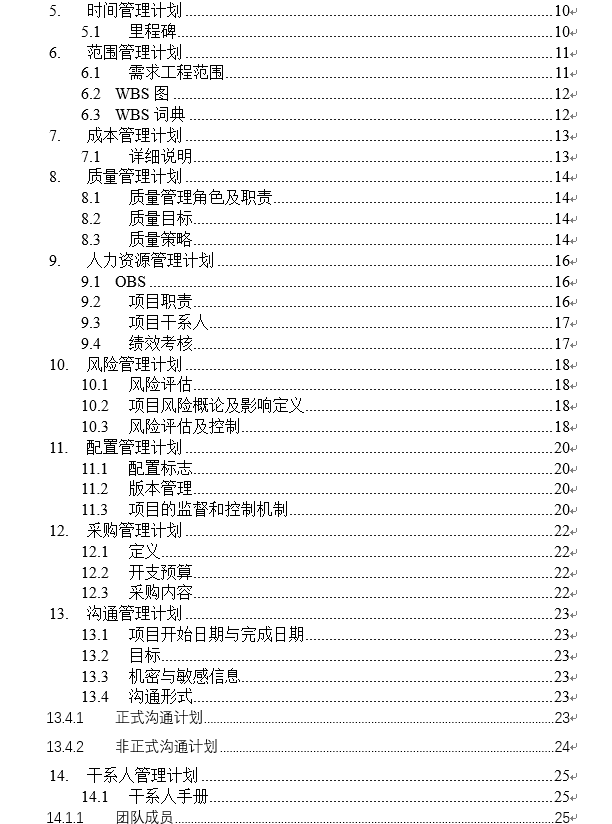 5. 时间管理计划 10
5.1 里程碑 10
6. 范围管理计划 11
6.1 需求工程范围 11
6.2 WBS 图 12
6.3 WBS 词典 12
7. 成本管理计划 13
7.1 详细说明 13
8. 质量管理计划 14
8.1 质量管理角色及职责 14
8.2 质量目标 14
8.3 质量策略 14
9. 人力资源管理计划 16
9.1 OBS 16
9.2 项目职责 16
9.3 项目干系人 17
9.4 绩效考核 17
10. 风险管理计划 18
10.1 风险评估 18
10.2 项目风险概论及影响定义 18
10.3 风险评估及控制 18
11. 配置管理计划 20
11.1 配置标志 20
11.2 版本管理 20
11.3 项目的监督和控制机制 20
12. 采购管理计划 22
12.1 定义 22
12.2 开支预算 22
12.3 采购内容 22
13. 沟通管理计划 23
13.1 项目开始日期与完成日期 23
13.2 目标 23
13.3 机密与敏感信息 23
13.4 沟通形式 23
13.4.1 正式沟通计划 23
13.4.2 非正式沟通计划 24
14. 干系人管理计划 25
14.1 干系人手册 25
14.1.1 团队成员 25